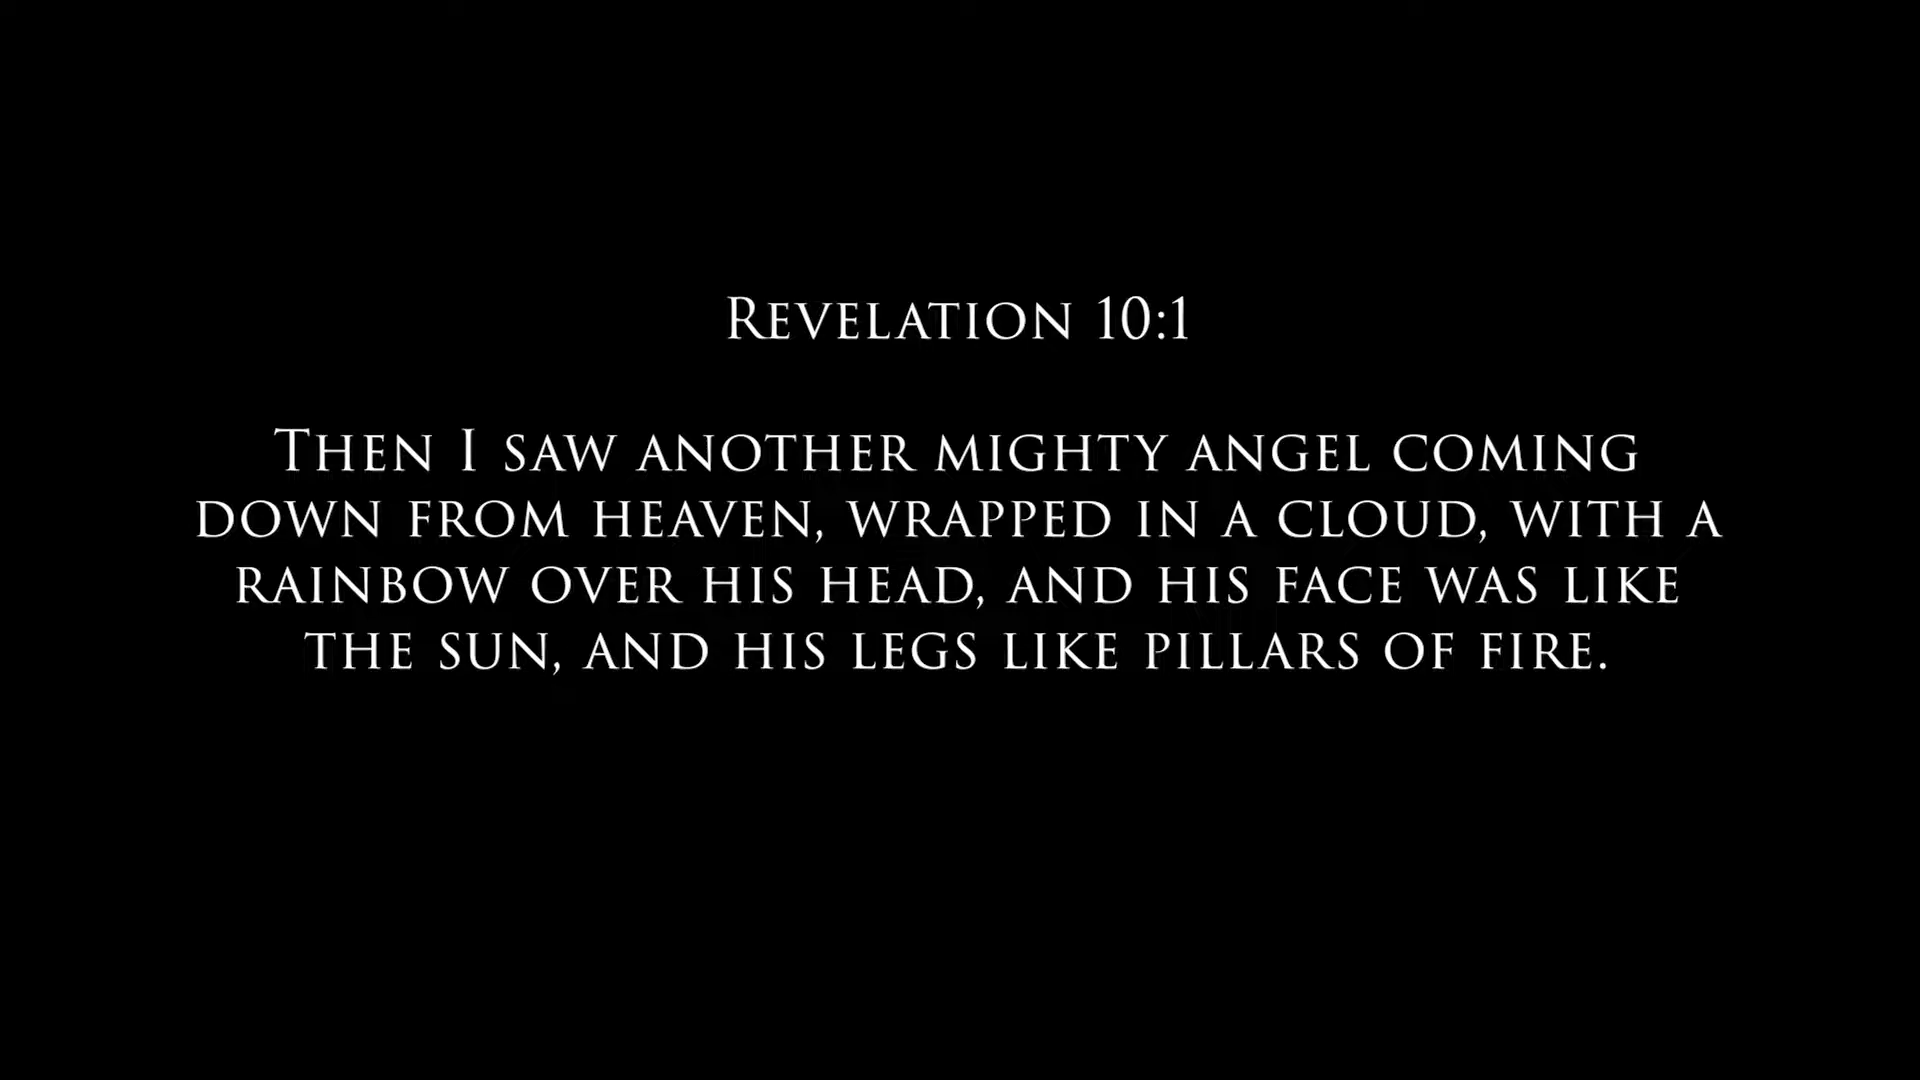 Revelation 10:1
Then I saw another mighty angel coming
down from heaven, wrapped in a cloud, with a
rainbow over his head, and his face was like
the sun, and his legs like pillars of fire.